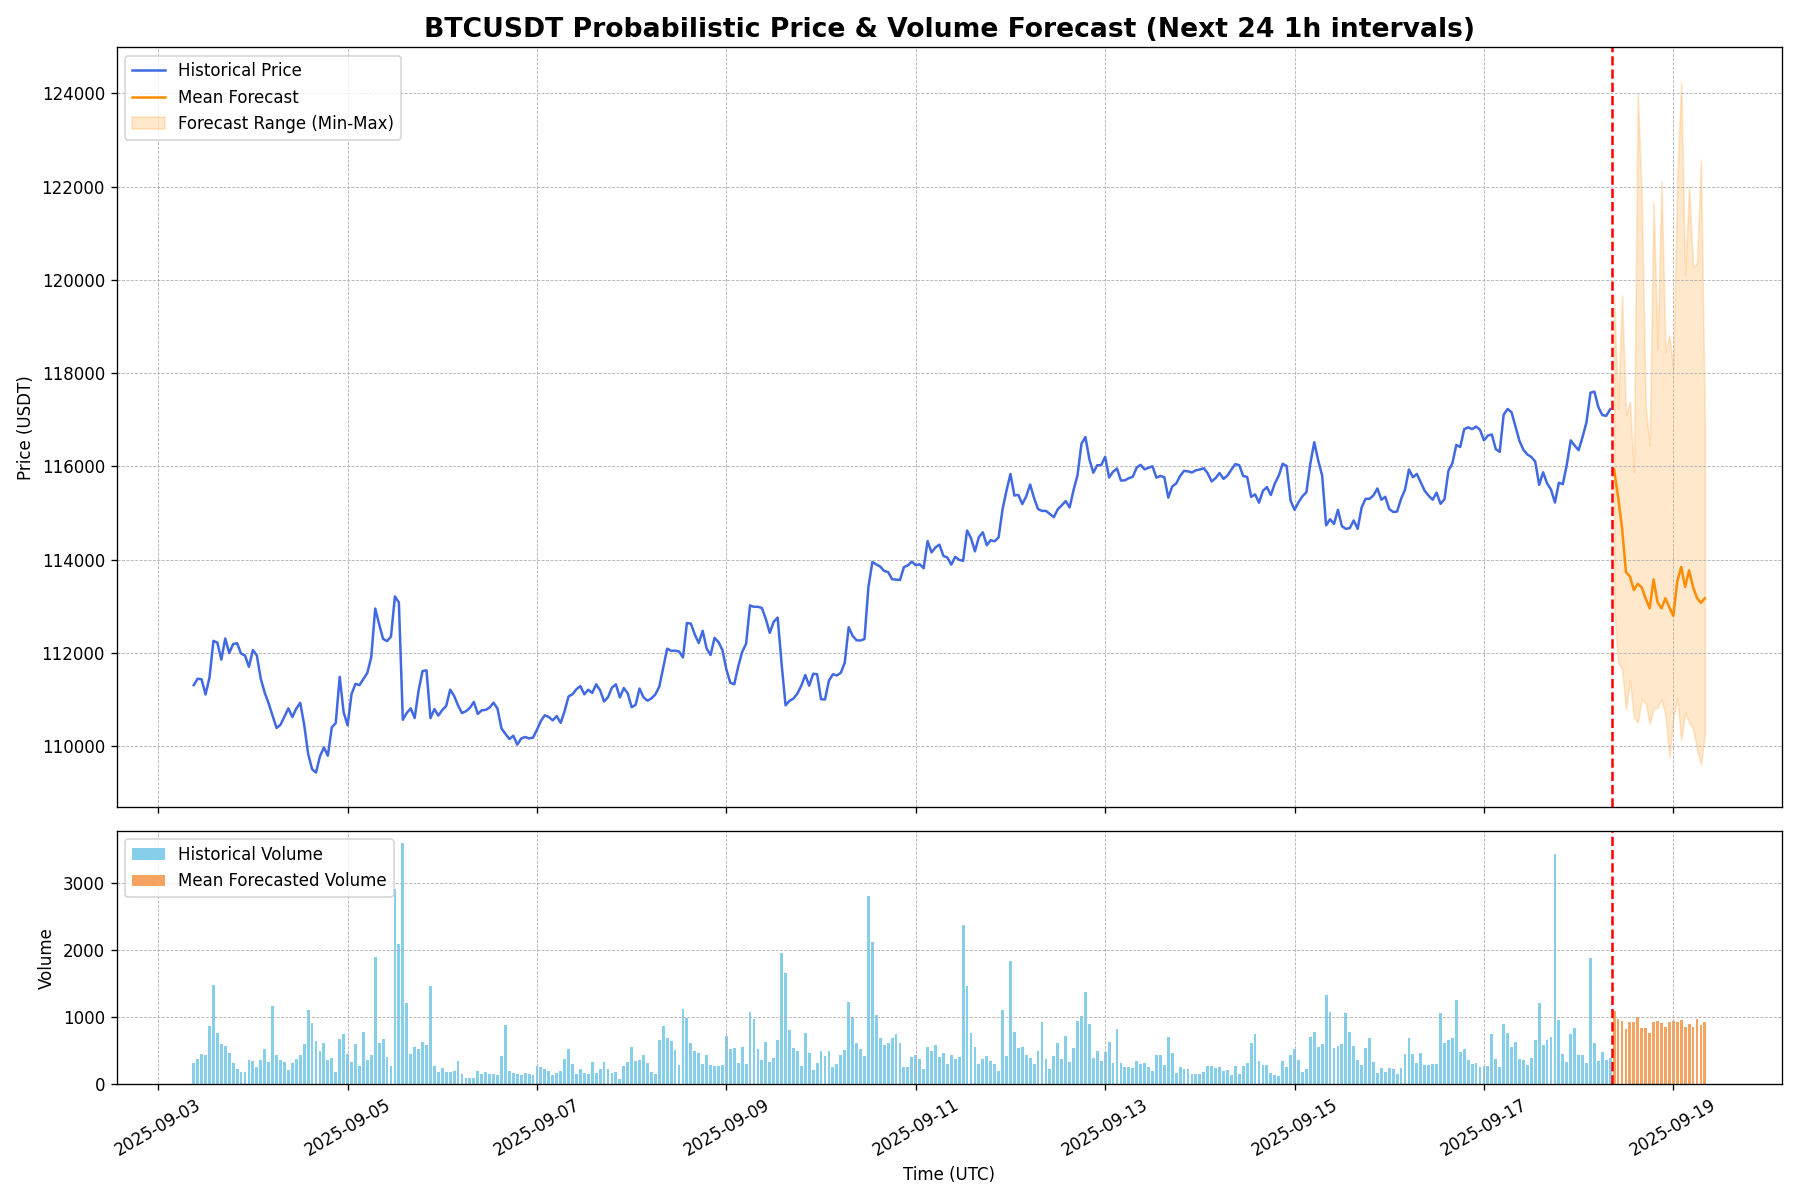 BTCUSDT Probabilistic Price & Volume Forecast (Next 24 1h intervals)
Historical Price
Mean Forecast
Forecast Range (Min-Max)
124000
122000
120000
118000
116000
114000
112000
110000
Price (USDT)
Historical Volume
Mean Forecasted Volume
3000
2000
1000
0
Volume
2025-09-03
2025-09-05
2025-09-07
2025-09-09
2025-09-11
2025-09-13
2025-09-15
2025-09-17
2025-09-19
Time (UTC)